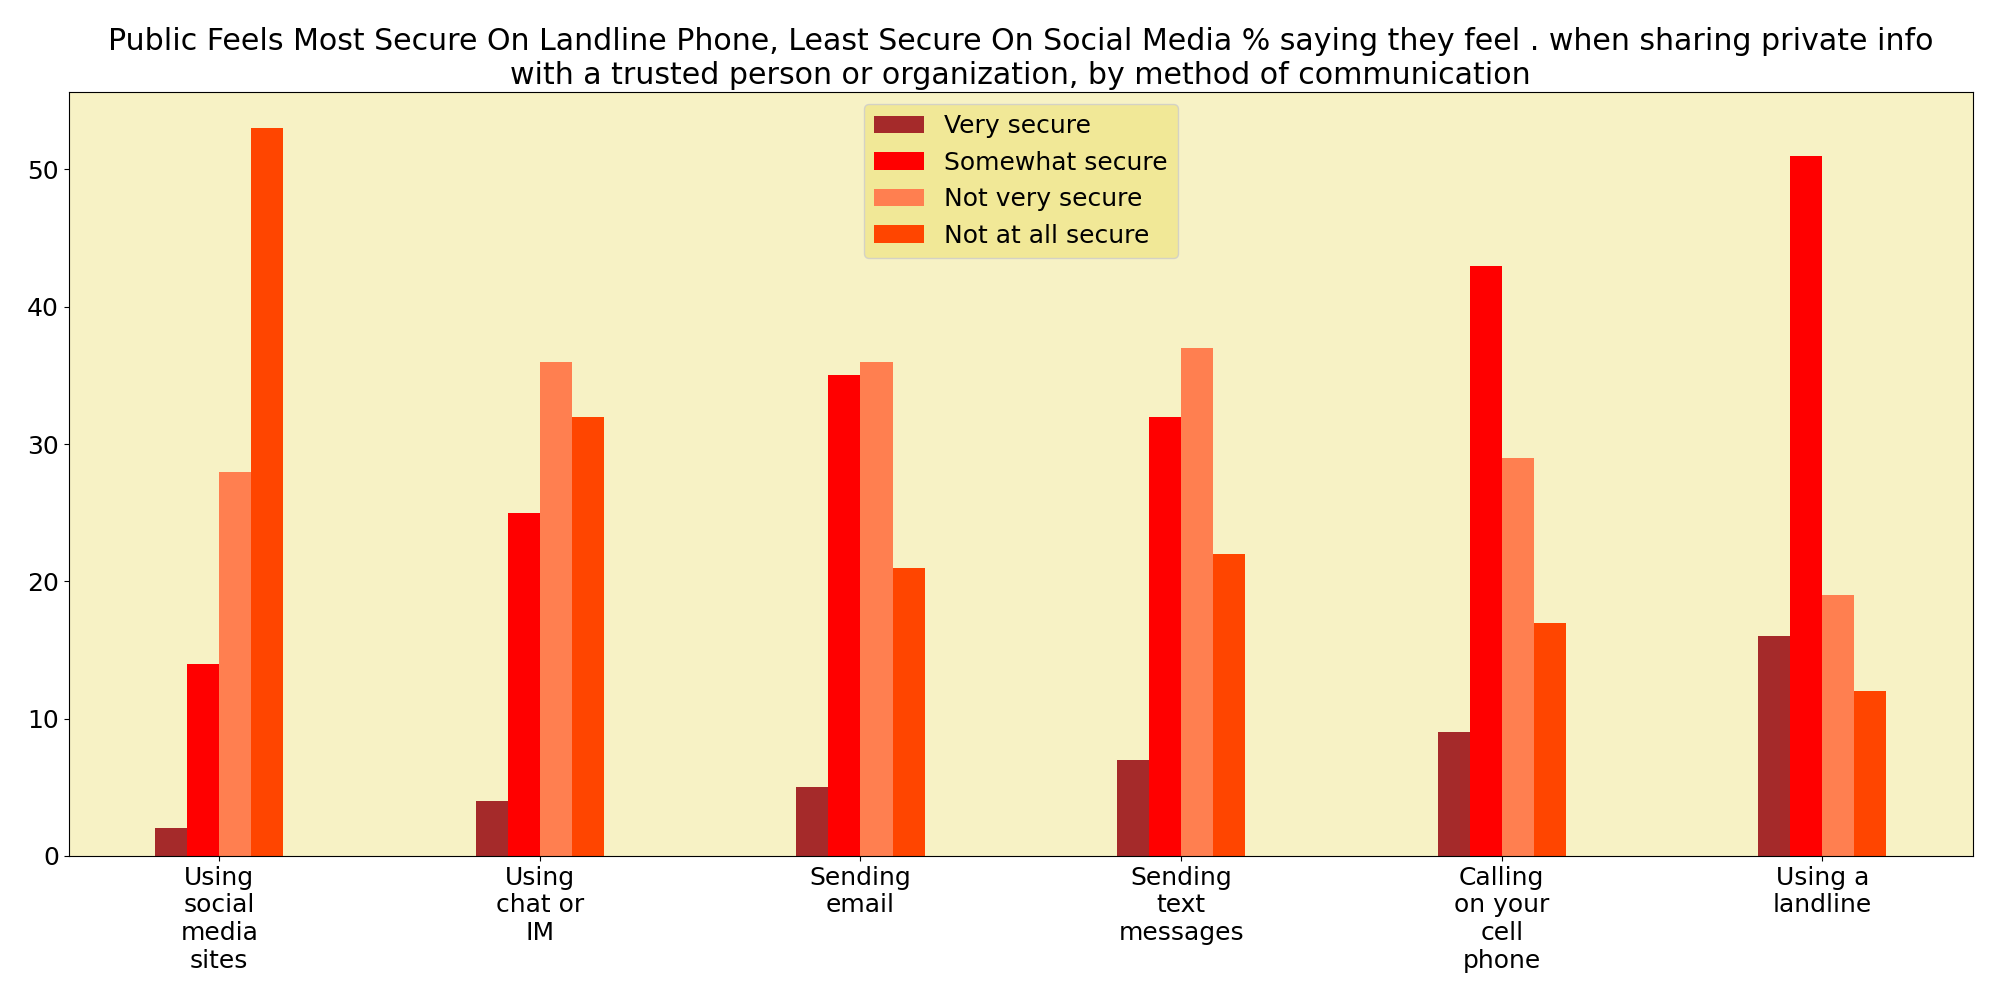 Public Feels Most Secure On Landline Phone, Least Secure On Social Media % saying they feel . when sharing private info
with a trusted person or organization, by method of communication
Very secure
Somewhat secure
Not very secure
Not at all secure
50
40
30
20
10
0
Using
social
media
sites
Using
chat or
IM
Sending
email
Sending
text
messages
Calling
on your
cell
phone
Using a
landline